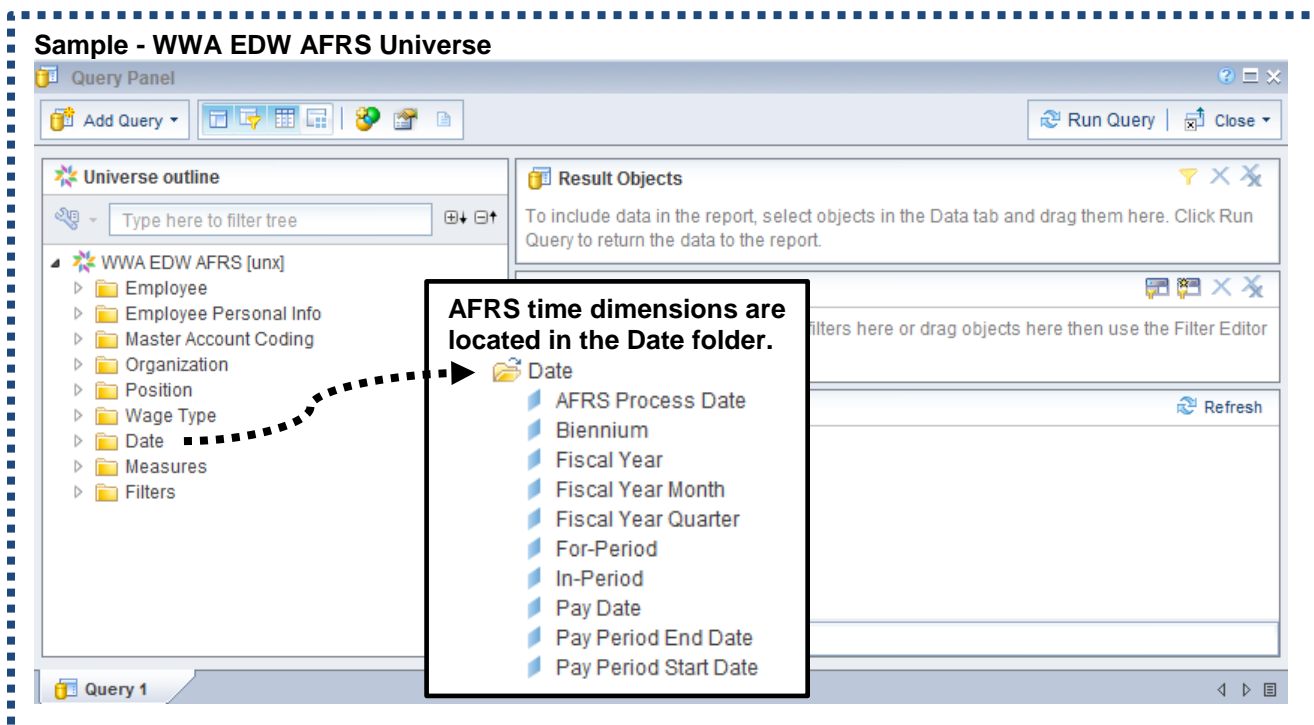 Sample - WWA EDW AFRS Universe
Query Panel
Add Query
Run Query
Close
Universe outline
Type here to filter tree
WWA EDW AFRS [unx]
Employee
Employee Personal Info
Master Account Coding
Organization
Position
Wage Type
Date
Measures
Filters
Result Objects
To include data in the report, select objects in the Data tab and drag them here. Click Run
Query to return the data to the report.
filters here or drag objects here then use the Filter Editor
Refresh
AFRS time dimensions are
located in the Date folder.
Date
AFRS Process Date
Biennium
Fiscal Year
Fiscal Year Month
Fiscal Year Quarter
For-Period
In-Period
Pay Date
Pay Period End Date
Pay Period Start Date
Query 1